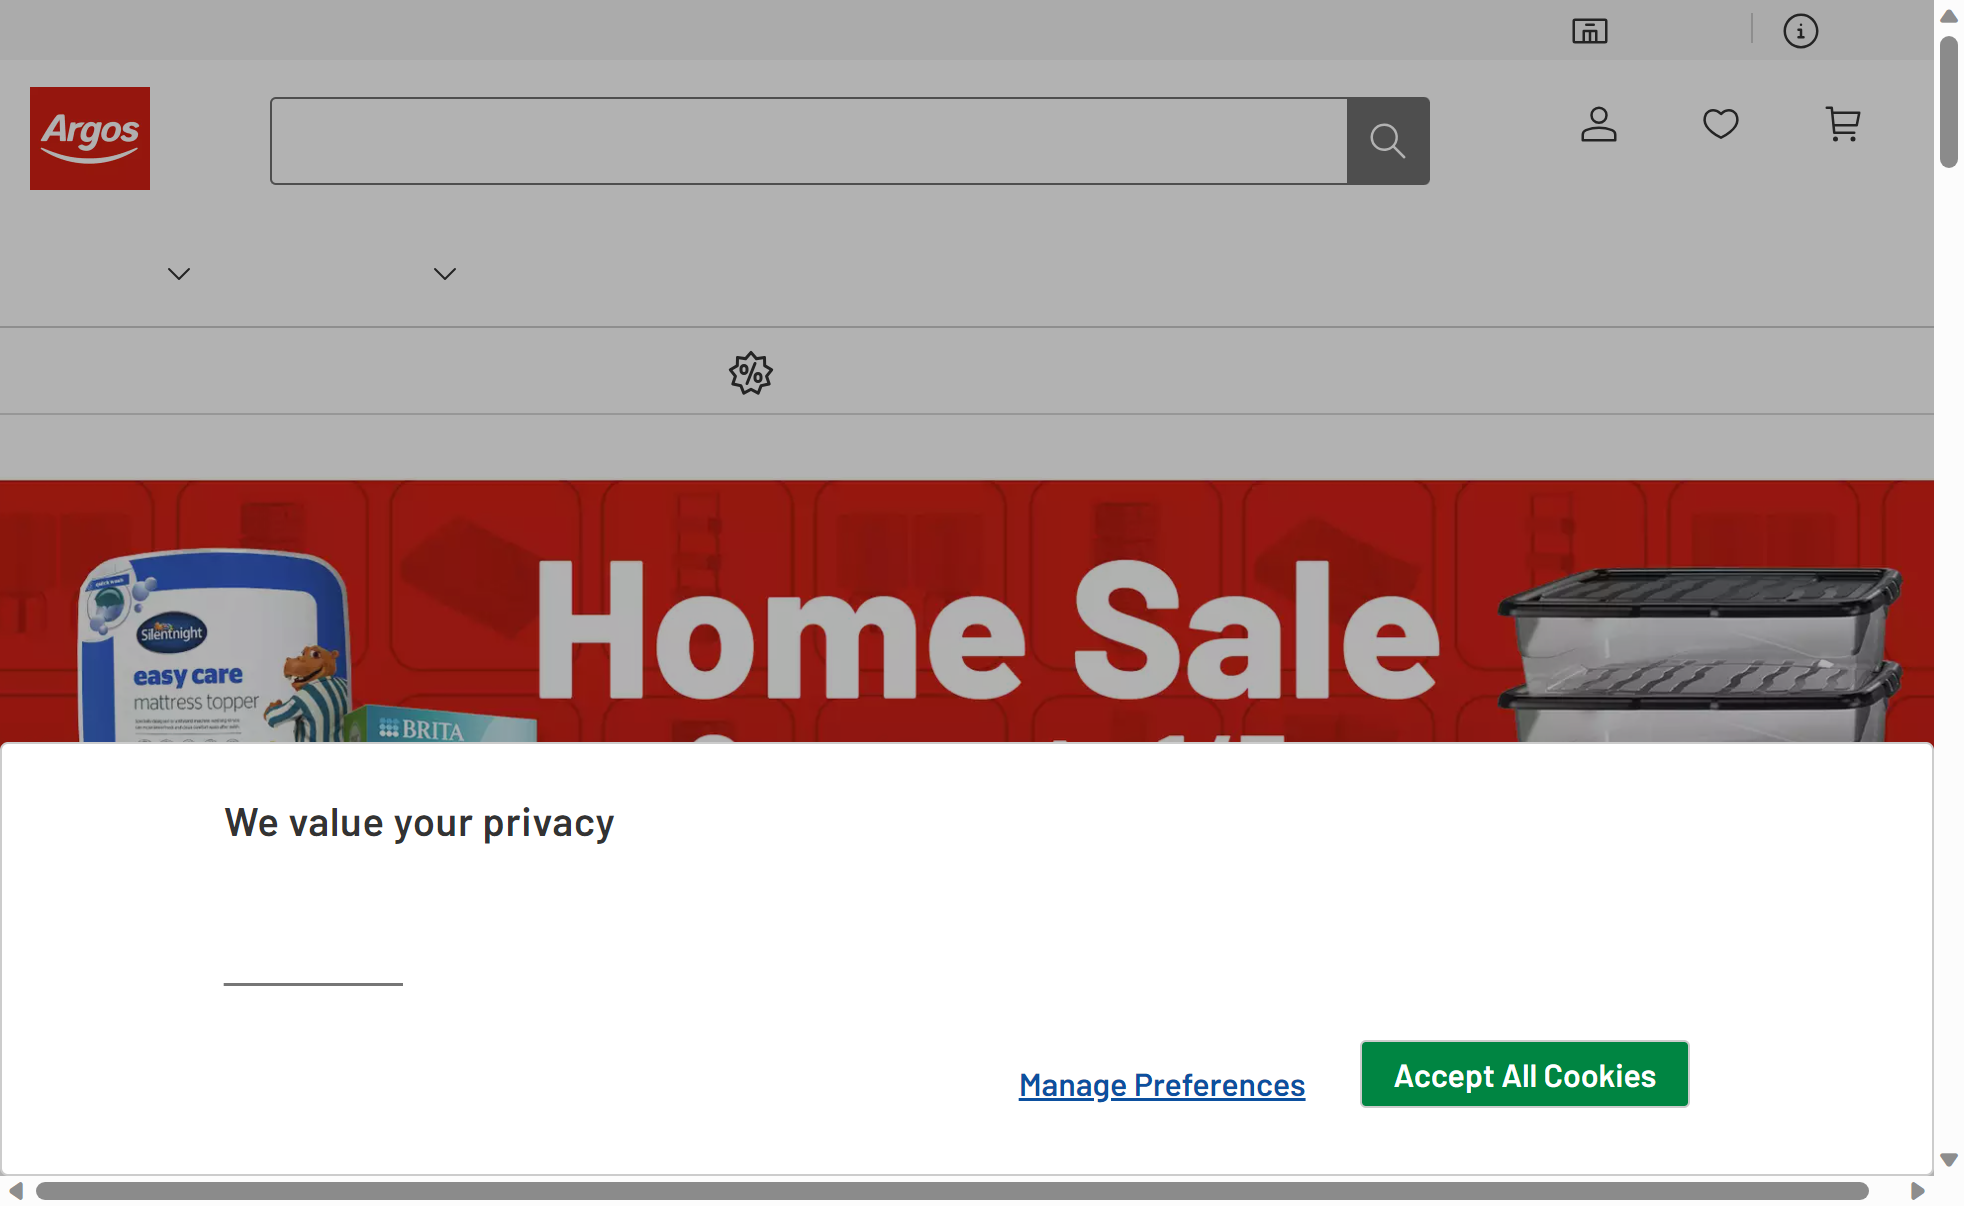 Argos
Home Sale
Silentnight
easy care
mattress topper
BRITA
We value your privacy
Manage Preferences
Accept All Cookies